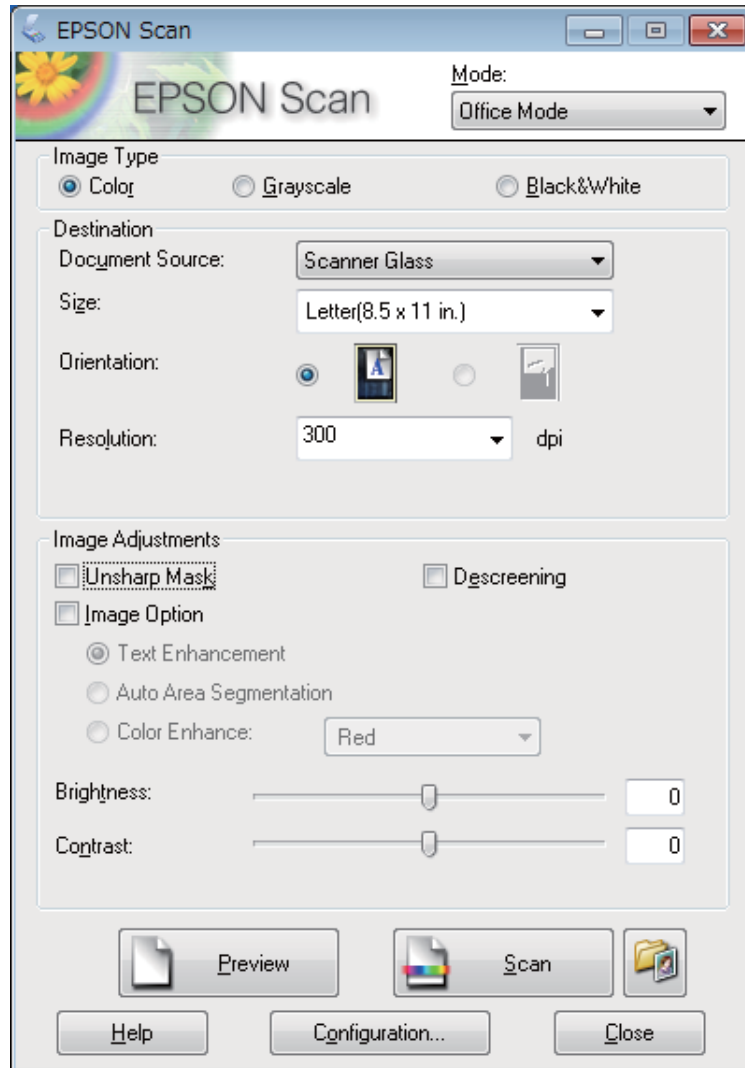 EPSON Scan
EPSON Scan
Mode:
Office Mode
Image Type
Color Grayscale Black&White
Destination
Document Source: Scanner Glass
Size: Letter(8.5 x 11 in.)
Orientation: A
Resolution: 300 dpi
Image Adjustments
Unsharp Mask Descreening
Image Option
Text Enhancement
Auto Area Segmentation
Color Enhance: Red
Brightness: 0
Contrast: 0
Preview Scan
Help Configuration... Close